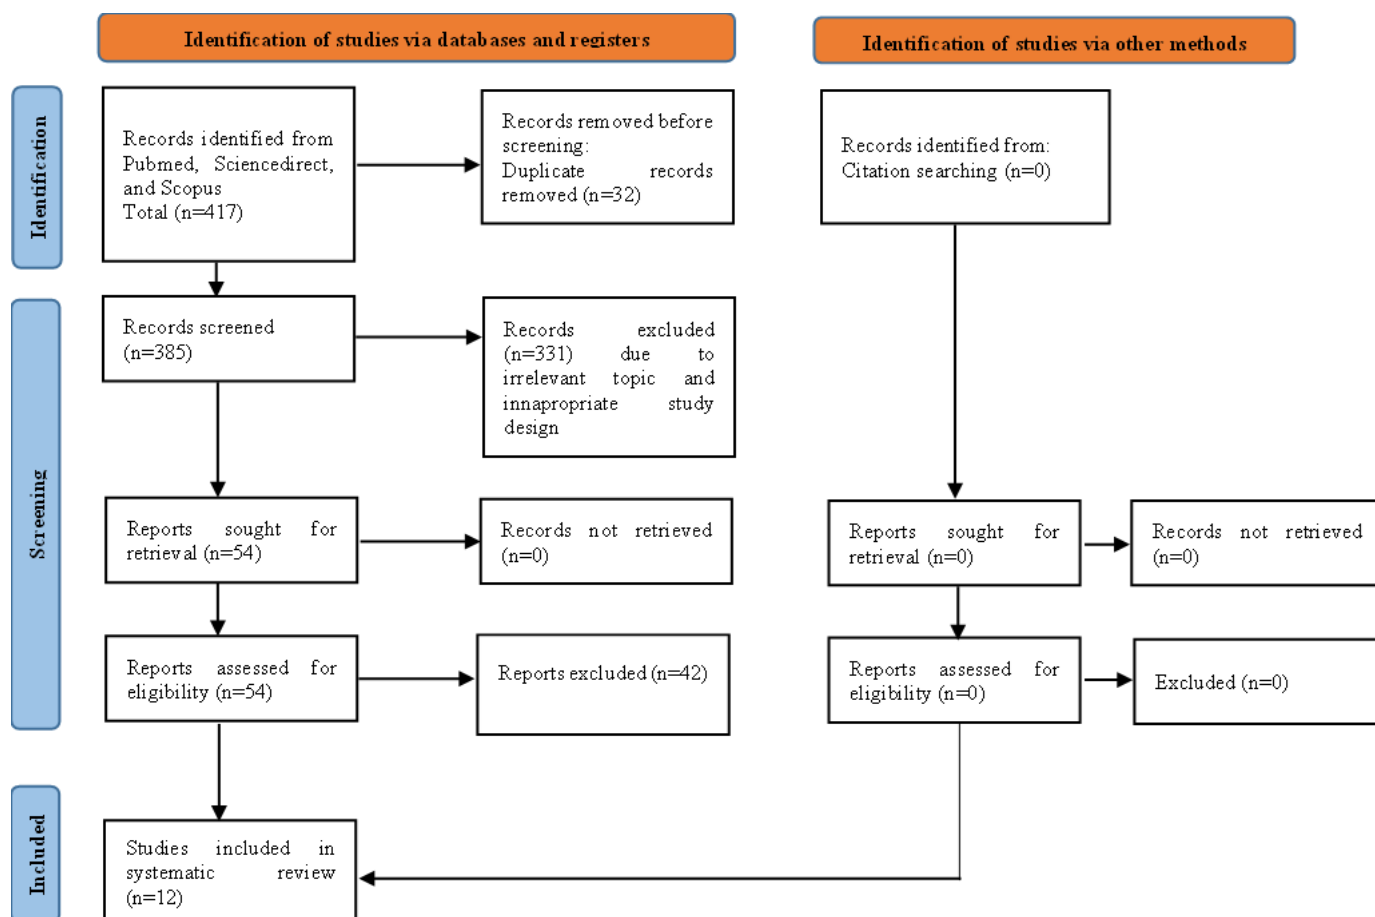 Identification of studies via databases and registers
Identification of studies via other methods
Identification
Records identified from
Pubmed, Sciencedirect,
and Scopus
Total (n=417)
Records removed before
screening:
Duplicate records
removed (n=32)
Records identified from:
Citation searching (n=0)
Screening
Records screened
(n=385)
Records excluded
(n=331) due to
irrelevant topic and
innapropriate study
design
Reports sought for
retrieval (n=54)
Records not retrieved
(n=0)
Reports sought for
retrieval (n=0)
Records not retrieved
(n=0)
Reports assessed for
eligibility (n=54)
Reports excluded (n=42)
Reports assessed for
eligibility (n=0)
Excluded (n=0)
Included
Studies included in
systematic review
(n=12)